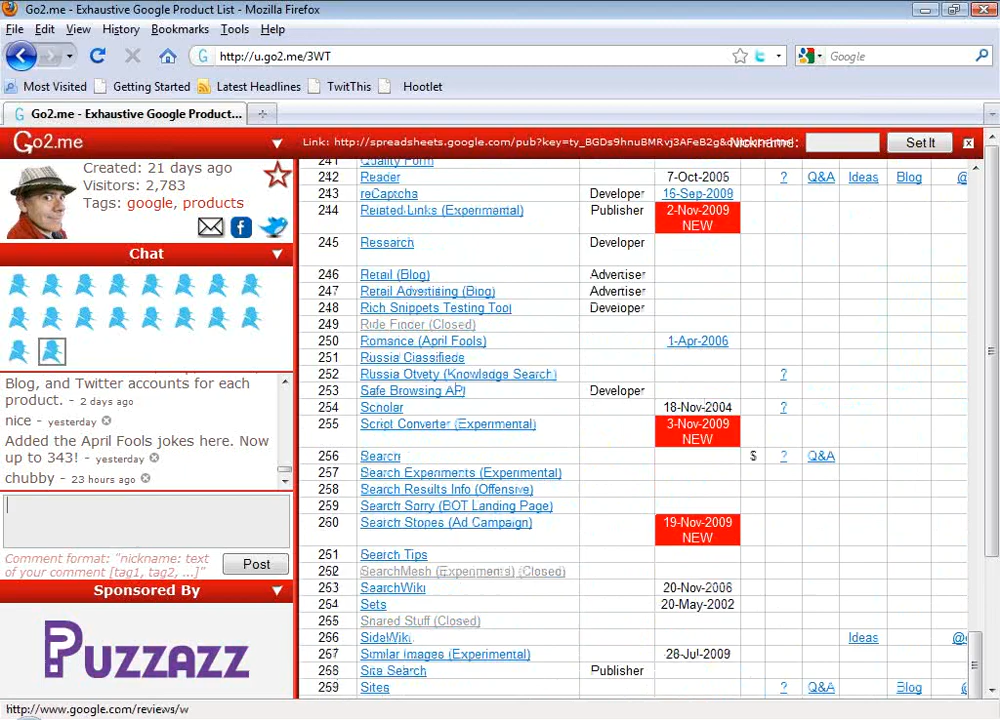 Go2.me - Exhaustive Google Product List - Mozilla Firefox
File Edit View History Bookmarks Tools Help
http://u.go2.me/3WT
Google
Most Visited Getting Started Latest Headlines TwitThis Hootlet
Go2.me - Exhaustive Google Product...
Go2.me
Link: http://spreadsheets.google.com/pub?key=ty_BGDs9hnuBMRvj3AFeB2g&
Nickname: Set It
Created: 21 days ago
Visitors: 2,783
Tags: google, products
Chat
Blog, and Twitter accounts for each
product. - 2 days ago
nice - yesterday
Added the April Fools jokes here. Now
up to 343! - yesterday
chubby - 23 hours ago
Comment format: "nickname: text
of your comment [tag1, tag2, ...]"
Post
Sponsored By
PUZZAZZ
241 Quality Form
242 Reader 7-Oct-2005 ? Q&A Ideas Blog @
243 reCaptcha Developer 16-Sep-2009
244 Related Links (Experimental) Publisher 2-Nov-2009
NEW
245 Research Developer
246 Retail (Blog) Advertiser
247 Retail Advertising (Blog) Advertiser
248 Rich Snippets Testing Tool Developer
249 Ride Finder (Closed)
250 Romance (April Fools) 1-Apr-2006
251 Russia Classifieds
252 Russia Otvety (Knowledge Search) ?
253 Safe Browsing API Developer
254 Scholar 18-Nov-2004 ?
255 Script Converter (Experimental) 3-Nov-2009
NEW
256 Search $ ? Q&A
257 Search Experiments (Experimental)
258 Search Results Info (Offensive)
259 Search Sorry (BOT Landing Page)
260 Search Stories (Ad Campaign) 19-Nov-2009
NEW
261 Search Tips
262 SearchMesh (Experiments) (Closed)
263 SearchWiki 20-Nov-2006
264 Sets 20-May-2002
265 Shared Stuff (Closed)
266 SideWiki Ideas @
267 Similar Images (Experimental) 28-Jul-2009
268 Site Search Publisher
269 Sites ? Q&A Blog @
http://www.google.com/reviews/w